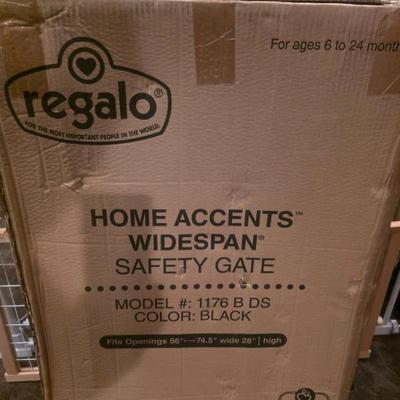 For ages 6 to 24 month
regalo®
FOR THE MOST IMPORTANT PEOPLE IN THE WORLD.
HOME ACCENTS™
WIDESPAN®
SAFETY GATE
MODEL #: 1176 B DS
COLOR: BLACK
Fits Openings 56"⟷74.5" wide 28" high